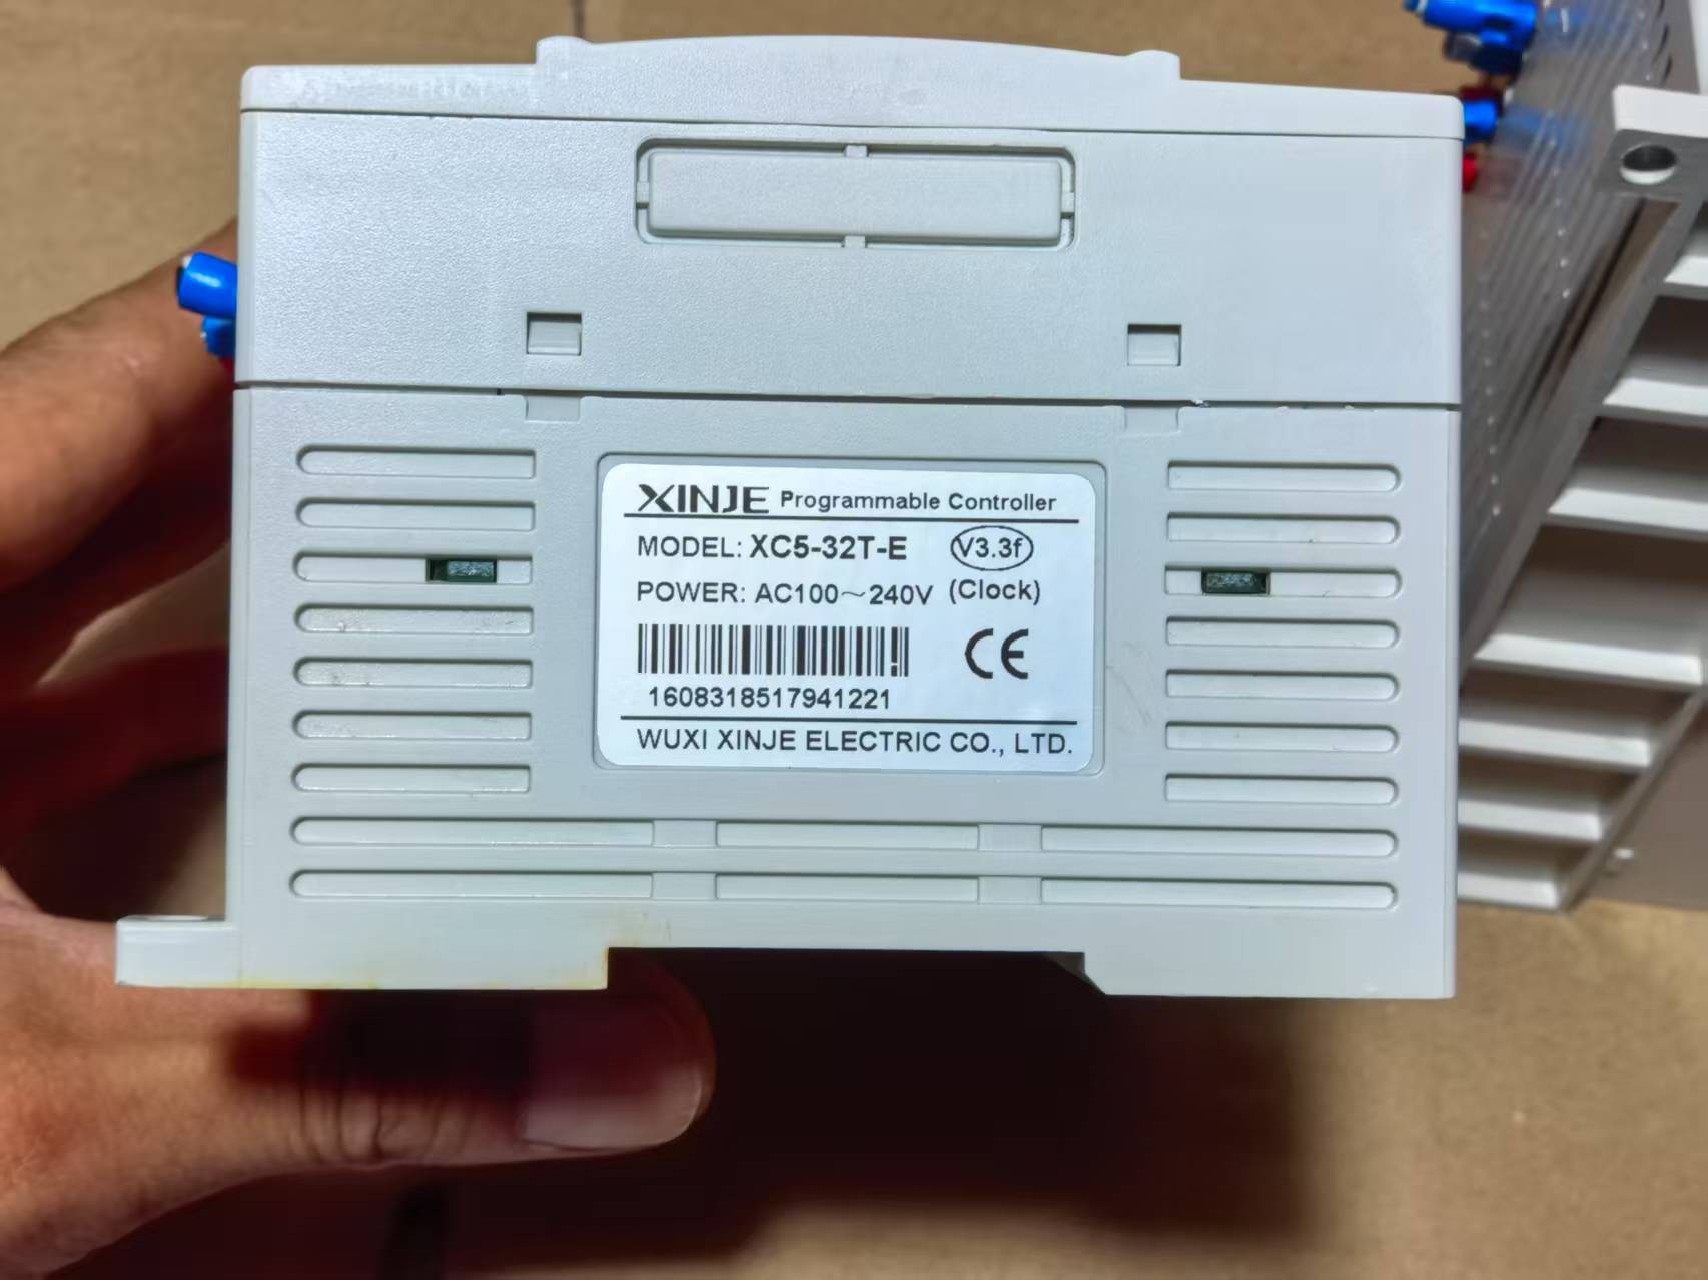 XINJE Programmable Controller
MODEL: XC5-32T-E V3.3f
POWER: AC100~240V (Clock)
CE
1608318517941221
WUXI XINJE ELECTRIC CO., LTD.